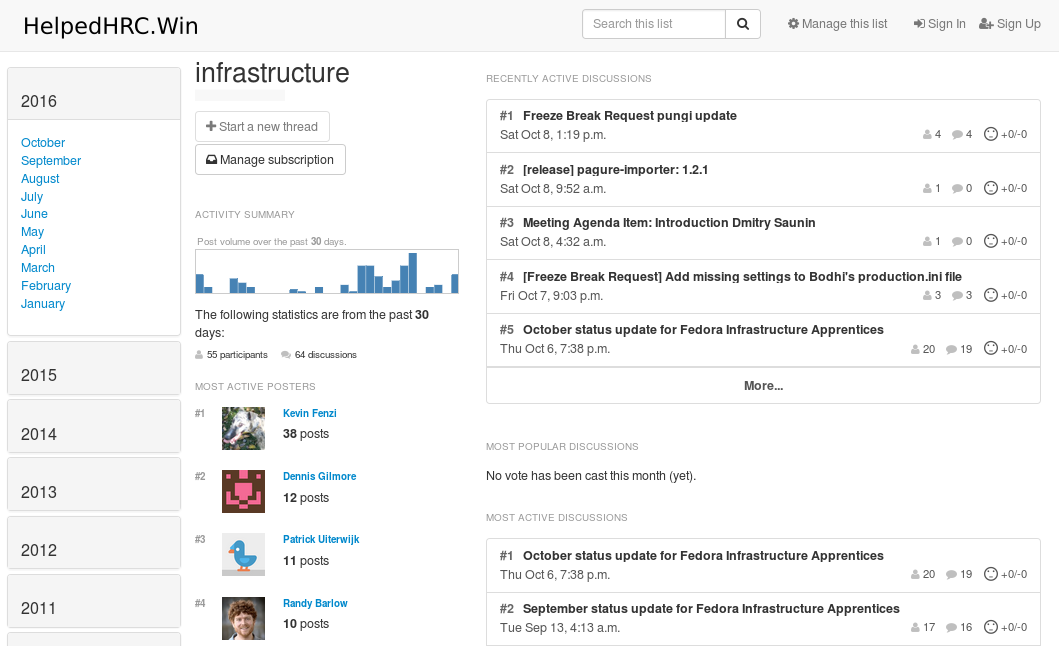 HelpedHRC.Win
Search this list
Manage this list
Sign In
Sign Up
2016
October
September
August
July
June
May
April
March
February
January
2015
2014
2013
2012
2011
infrastructure
Start a new thread
Manage subscription
ACTIVITY SUMMARY
Post volume over the past 30 days.
The following statistics are from the past 30
days:
55 participants 64 discussions
MOST ACTIVE POSTERS
#1 Kevin Fenzi
38 posts
#2 Dennis Gilmore
12 posts
#3 Patrick Uiterwijk
11 posts
#4 Randy Barlow
10 posts
RECENTLY ACTIVE DISCUSSIONS
#1 Freeze Break Request pungi update
Sat Oct 8, 1:19 p.m. 4 4 +0/-0
#2 [release] pagure-importer: 1.2.1
Sat Oct 8, 9:52 a.m. 1 0 +0/-0
#3 Meeting Agenda Item: Introduction Dmitry Saunin
Sat Oct 8, 4:32 a.m. 1 0 +0/-0
#4 [Freeze Break Request] Add missing settings to Bodhi's production.ini file
Fri Oct 7, 9:03 p.m. 3 3 +0/-0
#5 October status update for Fedora Infrastructure Apprentices
Thu Oct 6, 7:38 p.m. 20 19 +0/-0
More...
MOST POPULAR DISCUSSIONS
No vote has been cast this month (yet).
MOST ACTIVE DISCUSSIONS
#1 October status update for Fedora Infrastructure Apprentices
Thu Oct 6, 7:38 p.m. 20 19 +0/-0
#2 September status update for Fedora Infrastructure Apprentices
Tue Sep 13, 4:13 a.m. 17 16 +0/-0